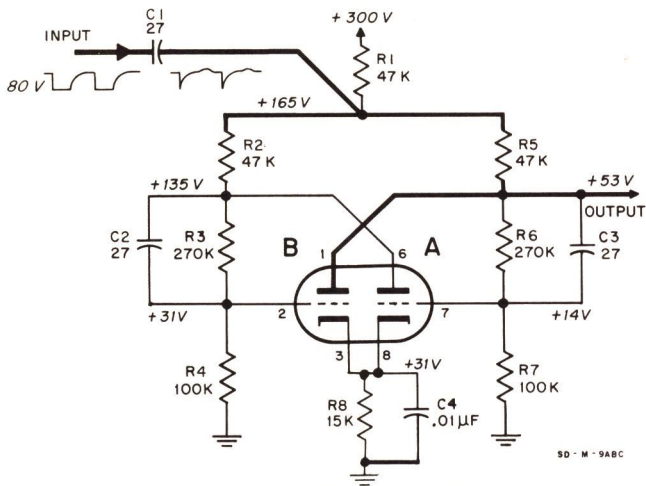 C1
27
INPUT
+300V
R1
47K
80V
+165V
R2
47K
R5
47K
+135V
+53V
OUTPUT
C2
27
R3
270K
B
A
1
6
R6
270K
C3
27
+31V
2
7
+14V
3
8
R4
100K
+31V
R7
100K
R8
15K
C4
.01µF
SD-M-9ABC